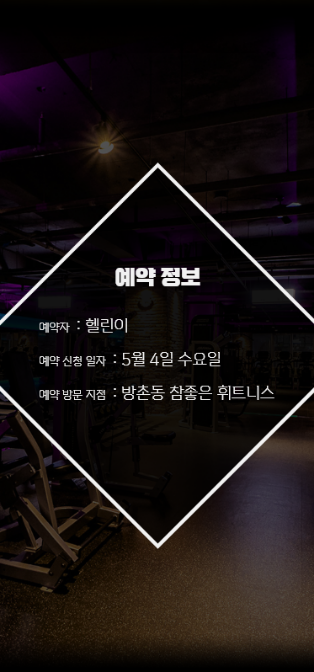 예약 정보
예약자 : 헬린이
예약 신청 일자 : 5월 4일 수요일
예약 방문 지점 : 방촌동 참좋은 휘트니스